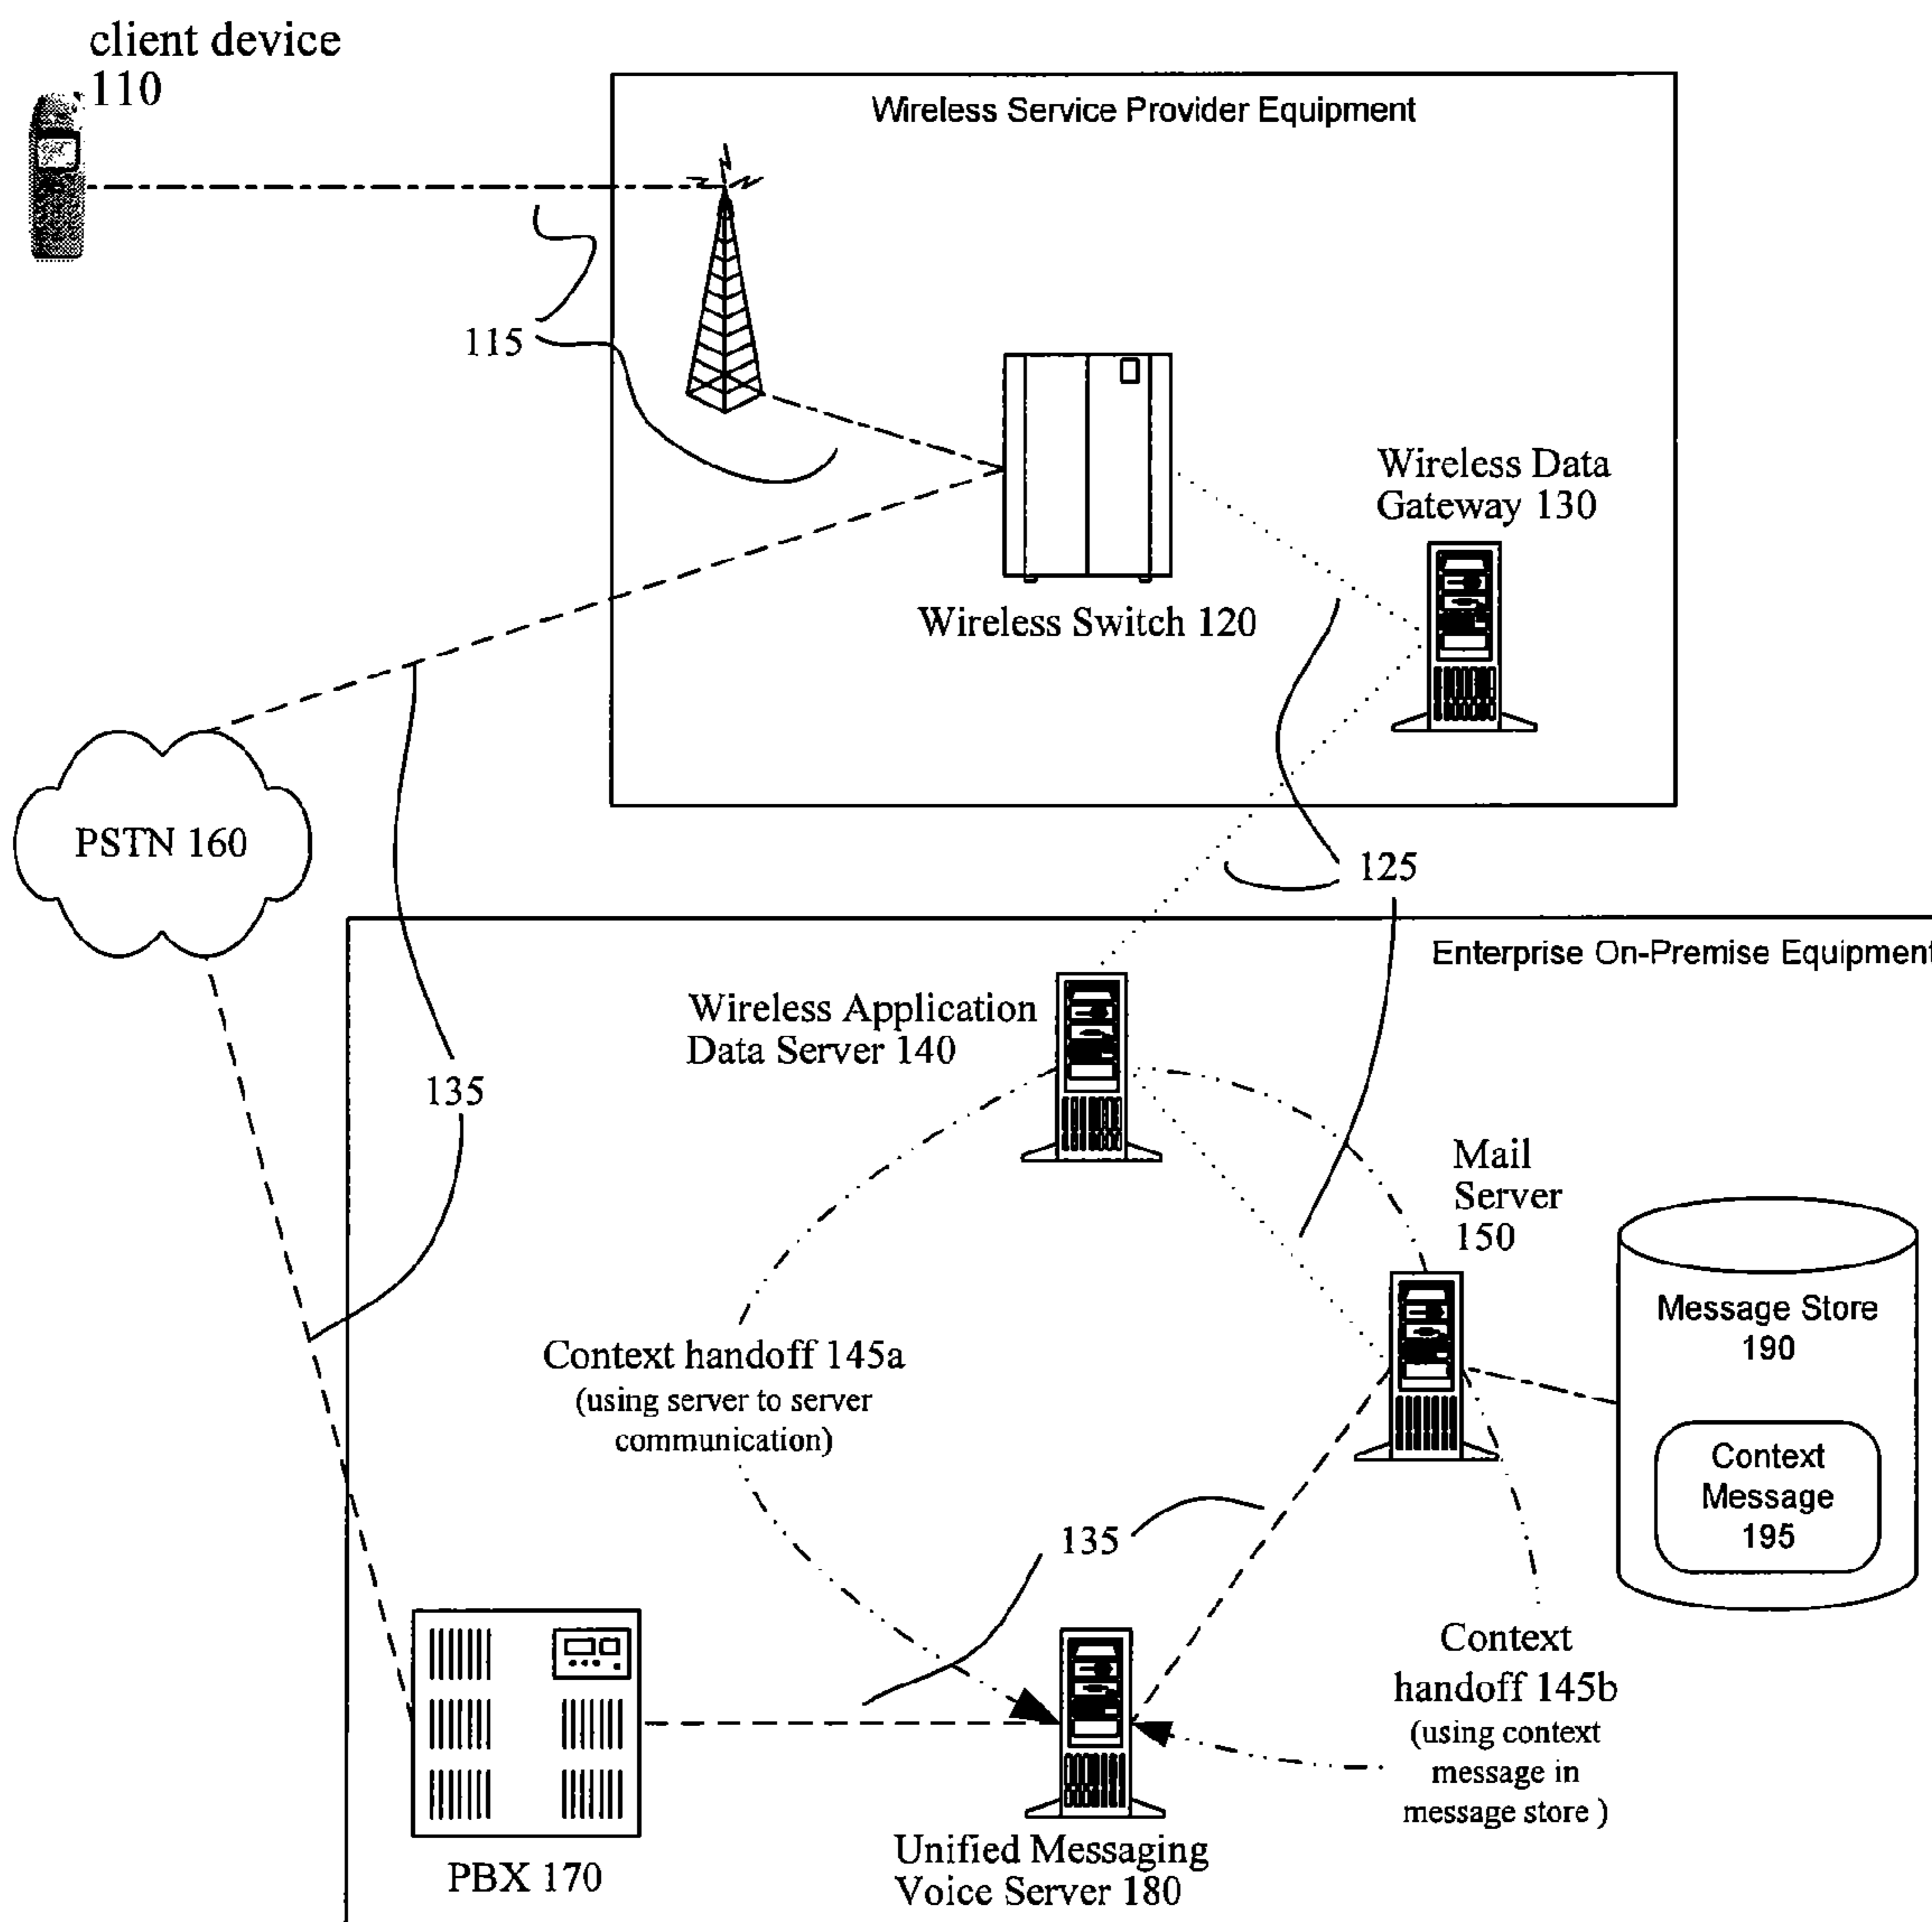 client device
110
Wireless Service Provider Equipment
115
Wireless Data
Gateway 130
Wireless Switch 120
PSTN 160
125
Enterprise On-Premise Equipment
Wireless Application
Data Server 140
135
Mail
Server
150
Message Store
190
Context handoff 145a
(using server to server
communication)
Context
Message
195
135
Context
handoff 145b
(using context
message in
message store )
Unified Messaging
Voice Server 180
PBX 170